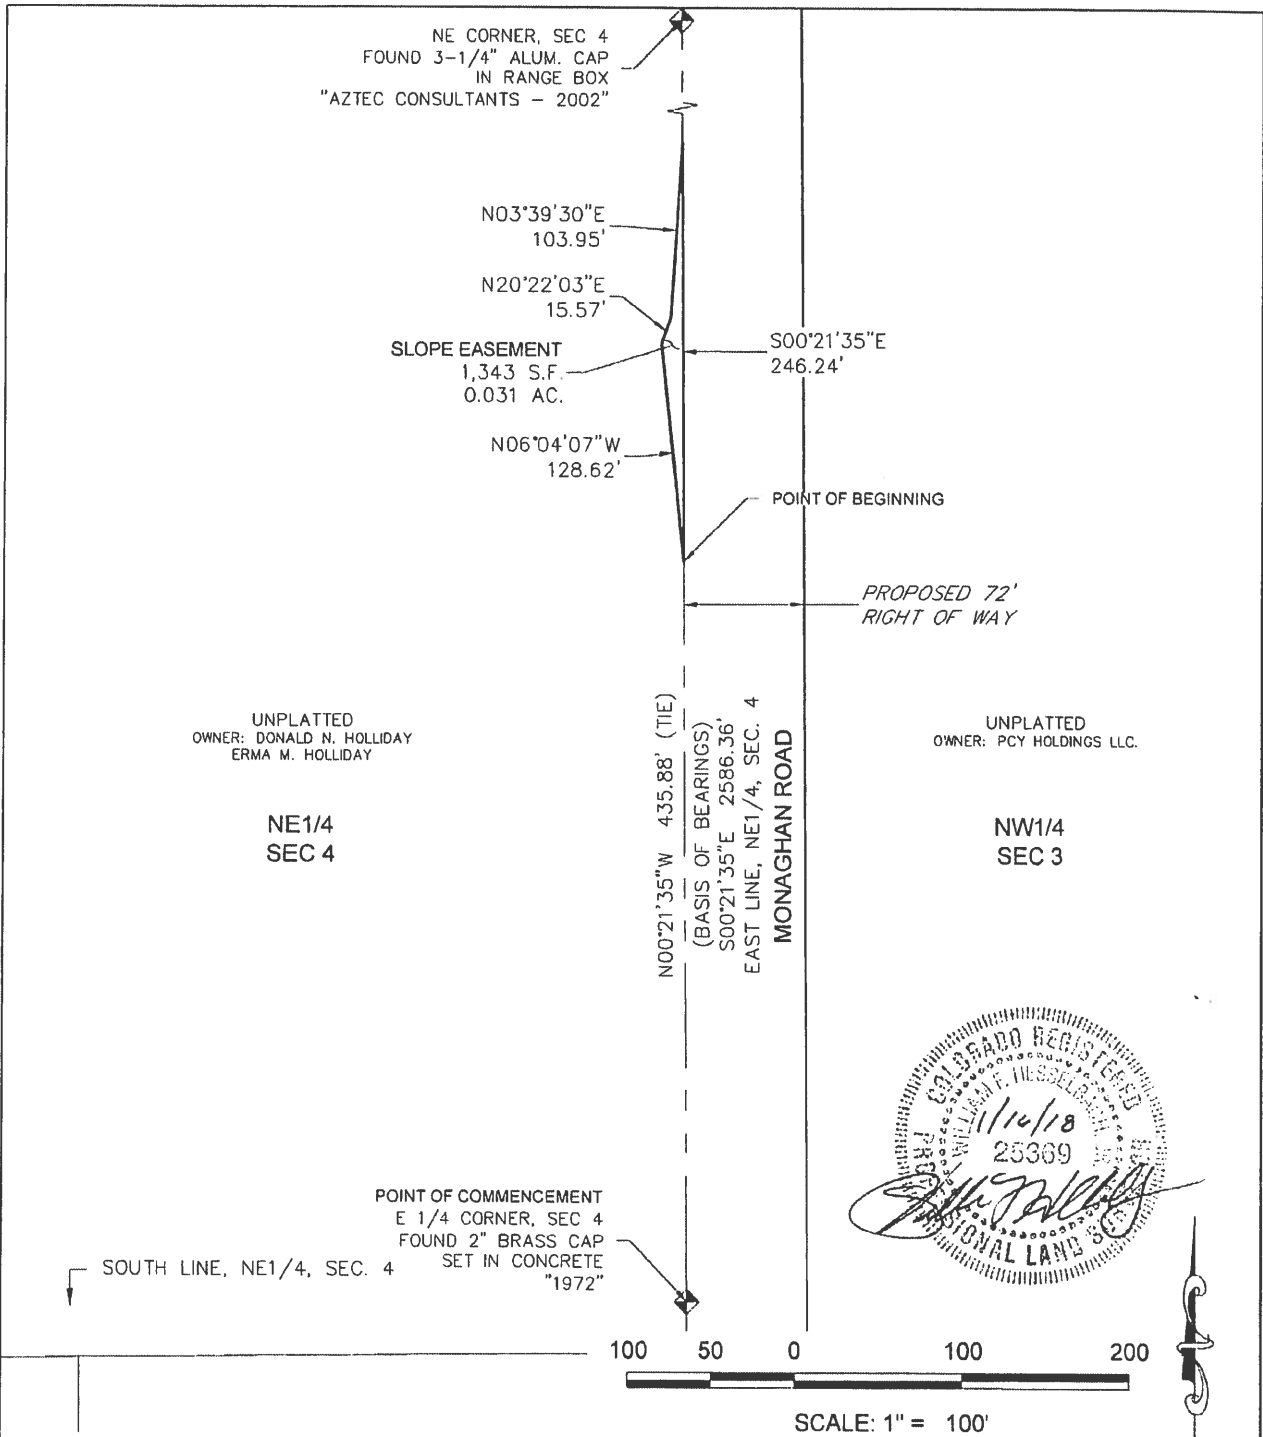 NE CORNER, SEC 4
FOUND 3-1/4" ALUM. CAP
IN RANGE BOX
"AZTEC CONSULTANTS - 2002"
N03°39'30"E
103.95'
N20°22'03"E
15.57'
SLOPE EASEMENT
1,343 S.F.
0.031 AC.
S00°21'35"E
246.24'
N06°04'07"W
128.62'
POINT OF BEGINNING
PROPOSED 72'
RIGHT OF WAY
UNPLATTED
OWNER: DONALD N. HOLLIDAY
ERMA M. HOLLIDAY
NE1/4
SEC 4
N00°21'35"W 435.88' (TIE)
(BASIS OF BEARINGS)
S00°21'35"E 2586.36'
EAST LINE, NE1/4, SEC. 4
MONAGHAN ROAD
UNPLATTED
OWNER: PCY HOLDINGS LLC.
NW1/4
SEC 3
COLORADO REGISTERED
WILLIAM F. HESSELBACH
1/16/18
25369
LAND
POINT OF COMMENCEMENT
E 1/4 CORNER, SEC 4
FOUND 2" BRASS CAP
SET IN CONCRETE
"1972"
SOUTH LINE, NE1/4, SEC. 4
100 50 0 100 200
SCALE: 1" = 100'